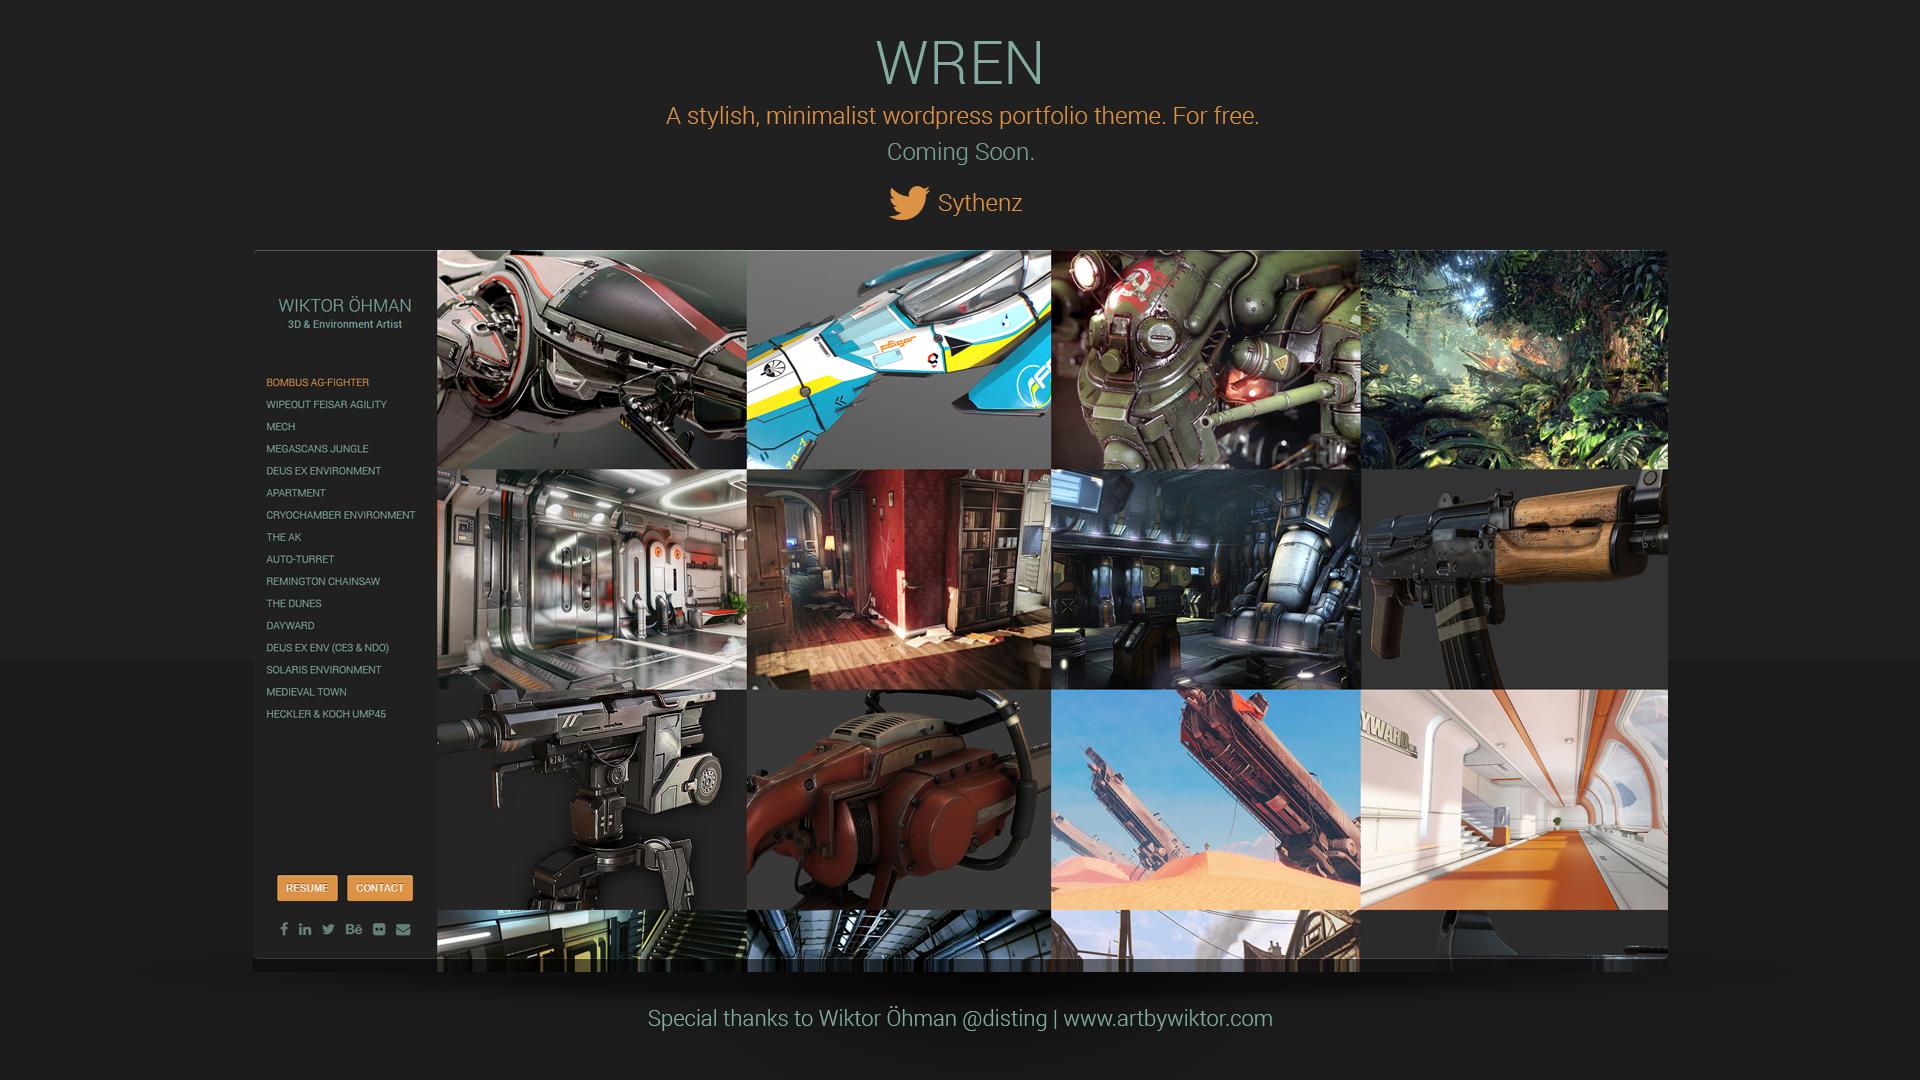 WREN
A stylish, minimalist wordpress portfolio theme. For free.
Coming Soon.
Sythenz
WIKTOR ÖHMAN
3D & Environment Artist
BOMBUS AG-FIGHTER
WIPEOUT FEISAR AGILITY
MECH
MEGASCANS JUNGLE
DEUS EX ENVIRONMENT
APARTMENT
CRYOCHAMBER ENVIRONMENT
THE AK
AUTO-TURRET
REMINGTON CHAINSAW
THE DUNES
DAYWARD
DEUS EX ENV (CE3 & NDO)
SOLARIS ENVIRONMENT
MEDIEVAL TOWN
HECKLER & KOCH UMP45
RESUME CONTACT
Bē
Feisar
YWARD
Special thanks to Wiktor Öhman @disting | www.artbywiktor.com